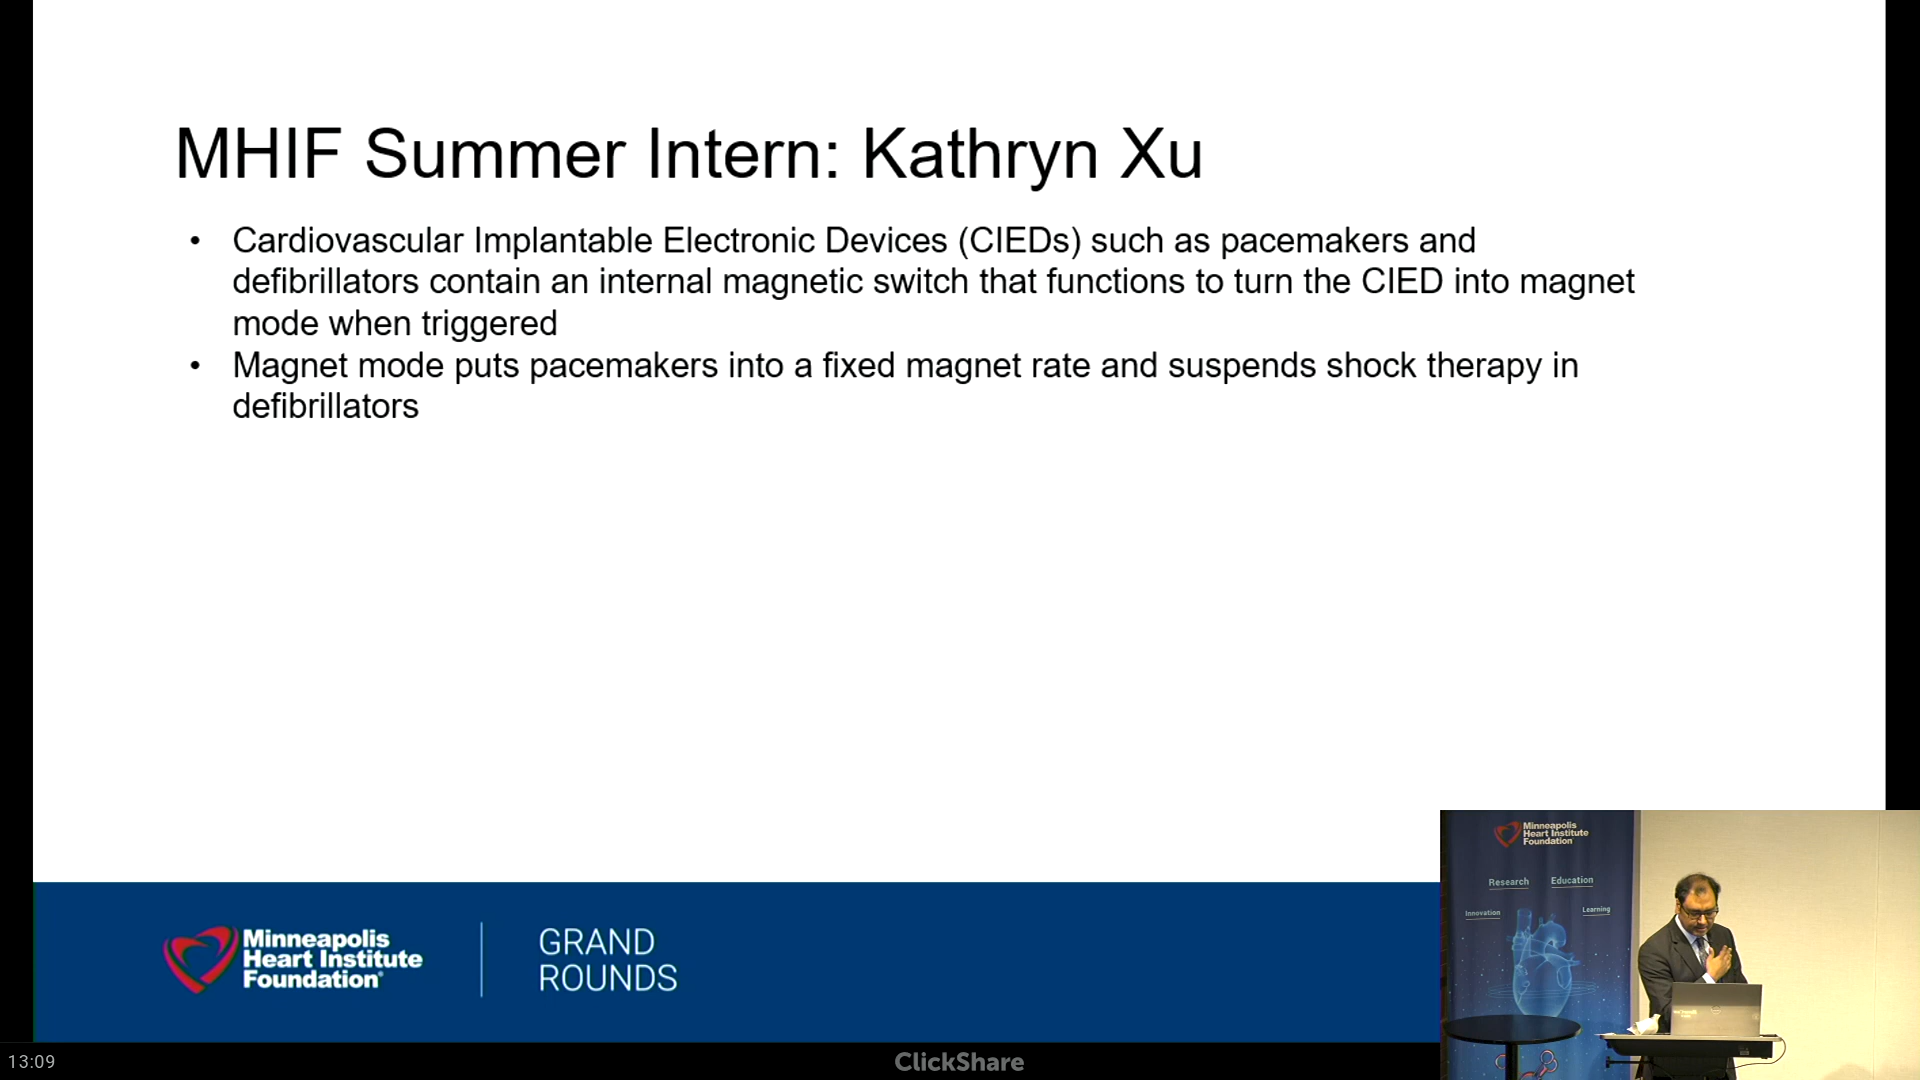 MHIF Summer Intern: Kathryn Xu
• Cardiovascular Implantable Electronic Devices (CIEDs) such as pacemakers and
defibrillators contain an internal magnetic switch that functions to turn the CIED into magnet
mode when triggered
• Magnet mode puts pacemakers into a fixed magnet rate and suspends shock therapy in
defibrillators
Minneapolis
Heart Institute
Foundation
GRAND
ROUNDS
Minneapolis
Heart Institute
Foundation
Research Education
Innovation Learning
13:09 ClickShare